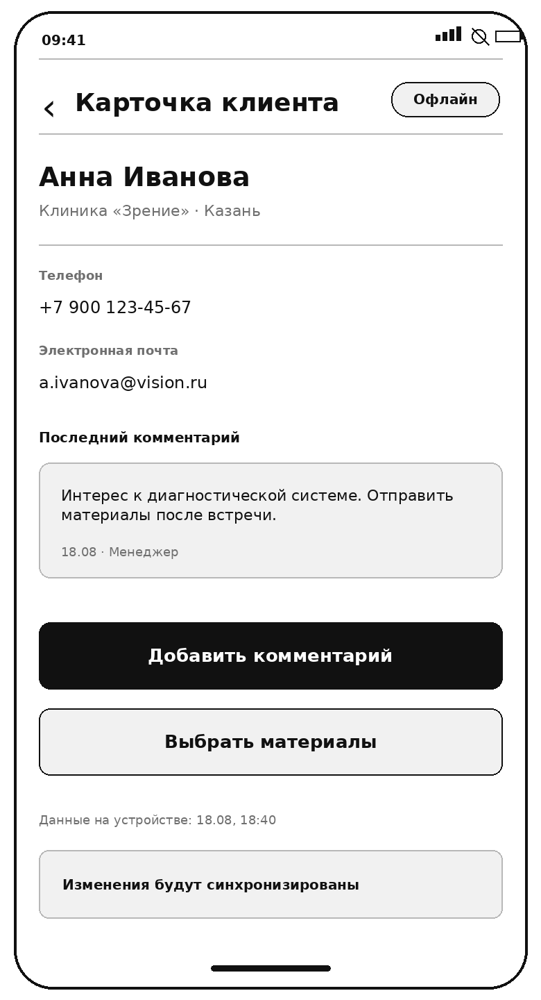 09:41
‹ Карточка клиента
Офлайн
Анна Иванова
Клиника «Зрение» · Казань
Телефон
+7 900 123-45-67
Электронная почта
a.ivanova@vision.ru
Последний комментарий
Интерес к диагностической системе. Отправить
материалы после встречи.
18.08 · Менеджер
Добавить комментарий
Выбрать материалы
Данные на устройстве: 18.08, 18:40
Изменения будут синхронизированы